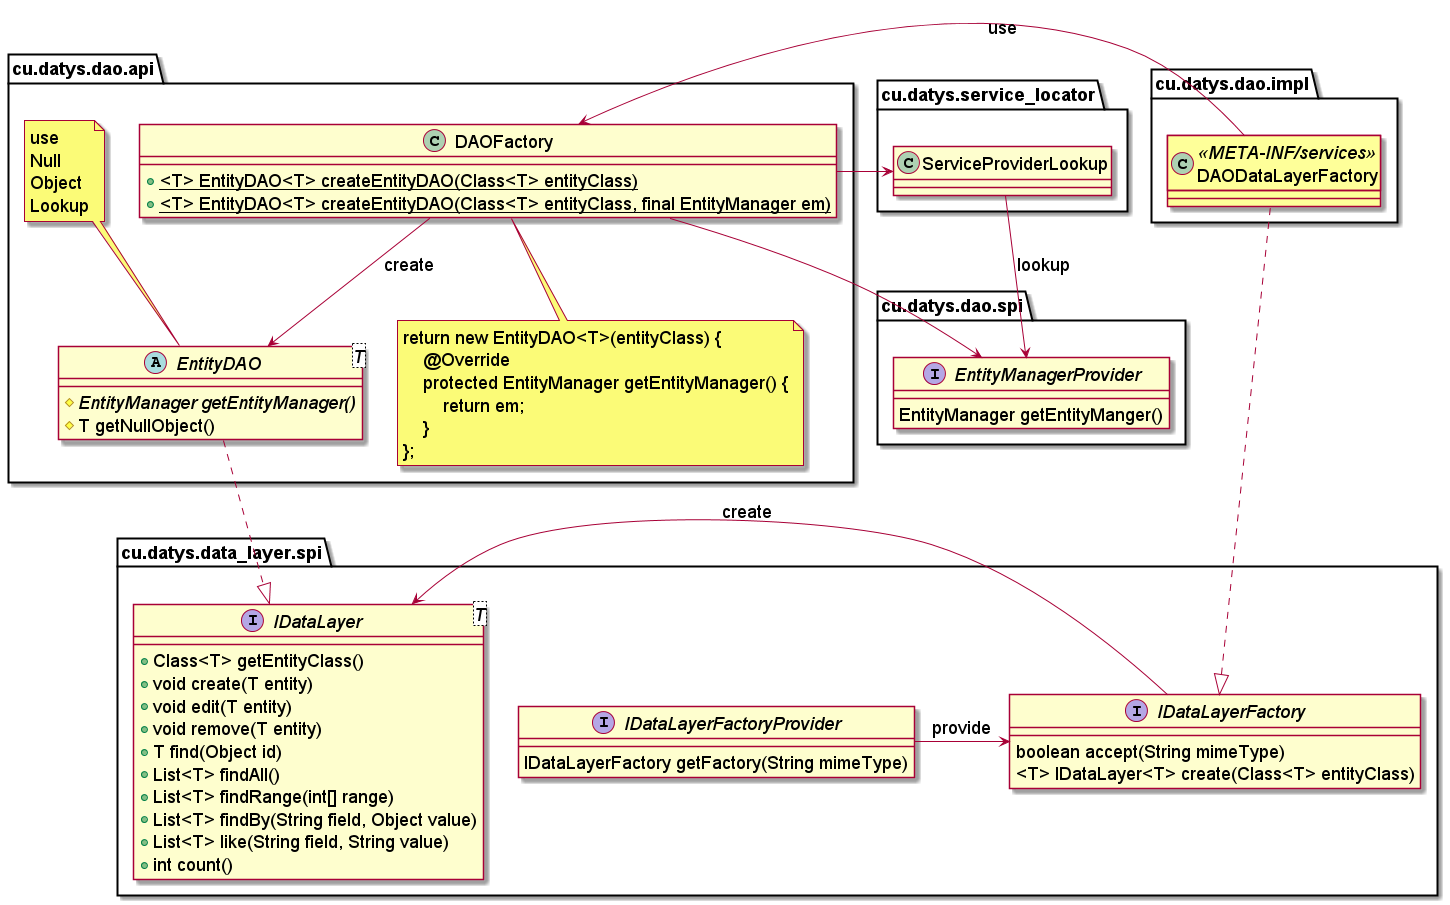 use
cu.datys.dao.api
cu.datys.service_locator
cu.datys.dao.impl
use
Null
Object
Lookup
C DAOFactory
<T> EntityDAO<T> createEntityDAO(Class<T> entityClass)
<T> EntityDAO<T> createEntityDAO(Class<T> entityClass, final EntityManager em)
C ServiceProviderLookup
C «META-INF/services»
DAODataLayerFactory
create
lookup
cu.datys.dao.spi
return new EntityDAO<T>(entityClass) {
@Override
protected EntityManager getEntityManager() {
return em;
}
};
A EntityDAO T
EntityManager getEntityManager()
T getNullObject()
I EntityManagerProvider
EntityManager getEntityManger()
create
cu.datys.data_layer.spi
I IDataLayer T
Class<T> getEntityClass()
void create(T entity)
void edit(T entity)
void remove(T entity)
T find(Object id)
List<T> findAll()
List<T> findRange(int[] range)
List<T> findBy(String field, Object value)
List<T> like(String field, String value)
int count()
I IDataLayerFactoryProvider
IDataLayerFactory getFactory(String mimeType)
provide
I IDataLayerFactory
boolean accept(String mimeType)
<T> IDataLayer<T> create(Class<T> entityClass)